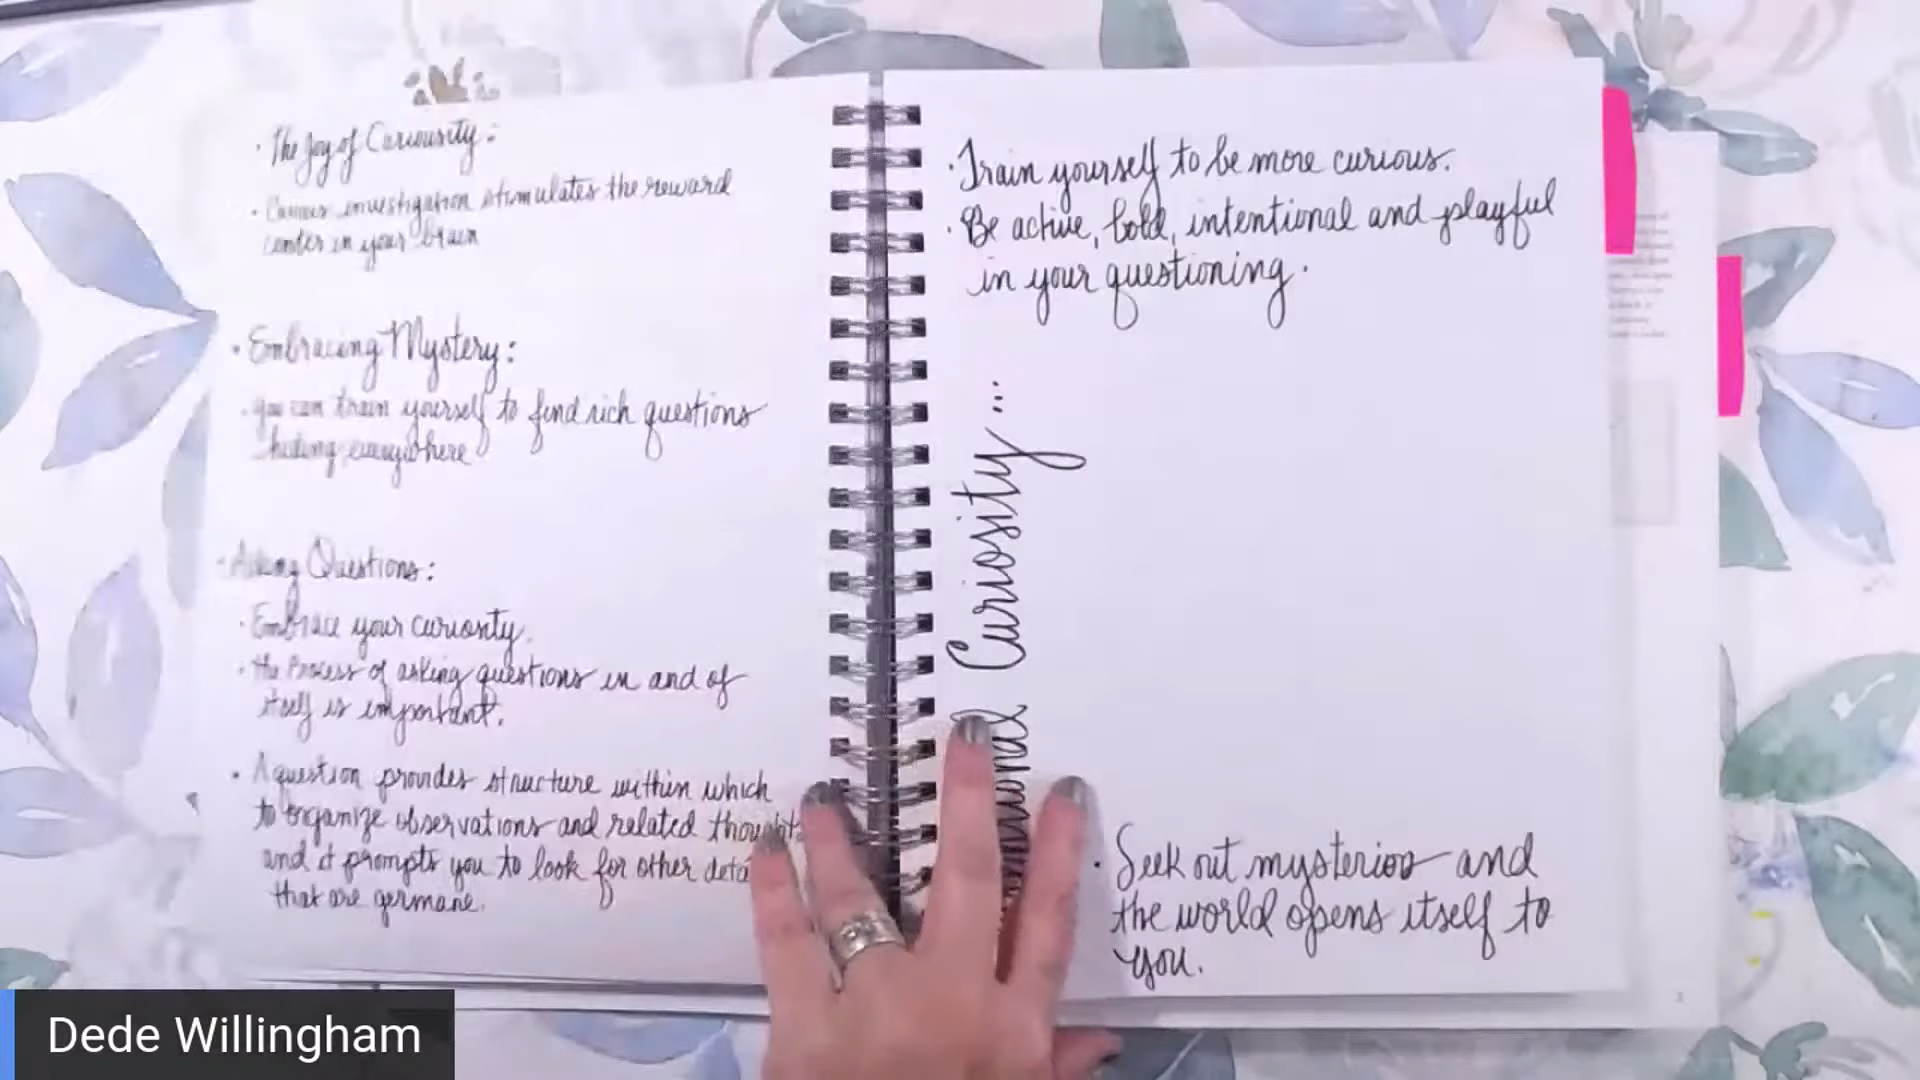 · The Joy of Curiousity:
· Curious investigation stimulates the reward
center in your brain
· Embracing Mystery:
· you can train yourself to find rich questions
hiding everywhere
· Asking Questions:
· Embrace your curiosity.
· the Process of asking questions in and of
itself is important.
· A question provides structure within which
to organize observations and related thoughts
and it prompts you to look for other deta
that are germane.
· Train yourself to be more curious.
· Be active, bold, intentional and playful
in your questioning.
Curiosity...
· Seek out mysteries and
the world opens itself to
you.
Dede Willingham